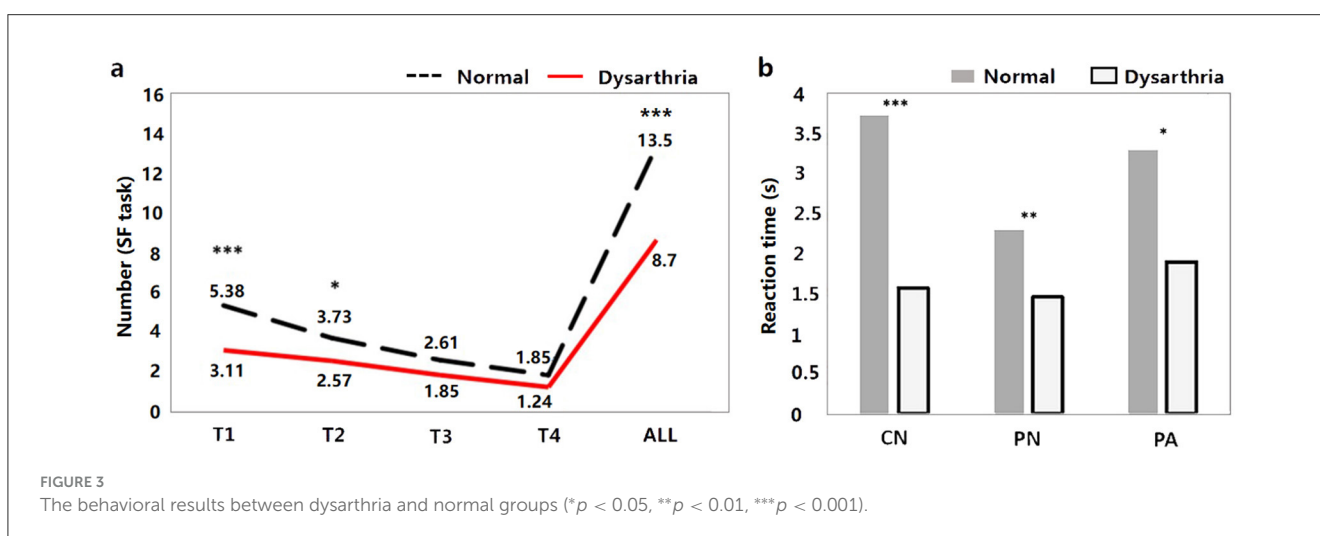 a
Normal
Dysarthria
Number (SF task)
16
14
12
10
8
6
4
2
0
***
13.5
***
5.38
*
3.73
2.61
1.85
8.7
3.11
2.57
1.85
1.24
T1
T2
T3
T4
ALL
b
Normal
Dysarthria
Reaction time (s)
4
3.5
3
2.5
2
1.5
1
0.5
0
***
**
*
CN
PN
PA
FIGURE 3
The behavioral results between dysarthria and normal groups (*p < 0.05, **p < 0.01, ***p < 0.001).